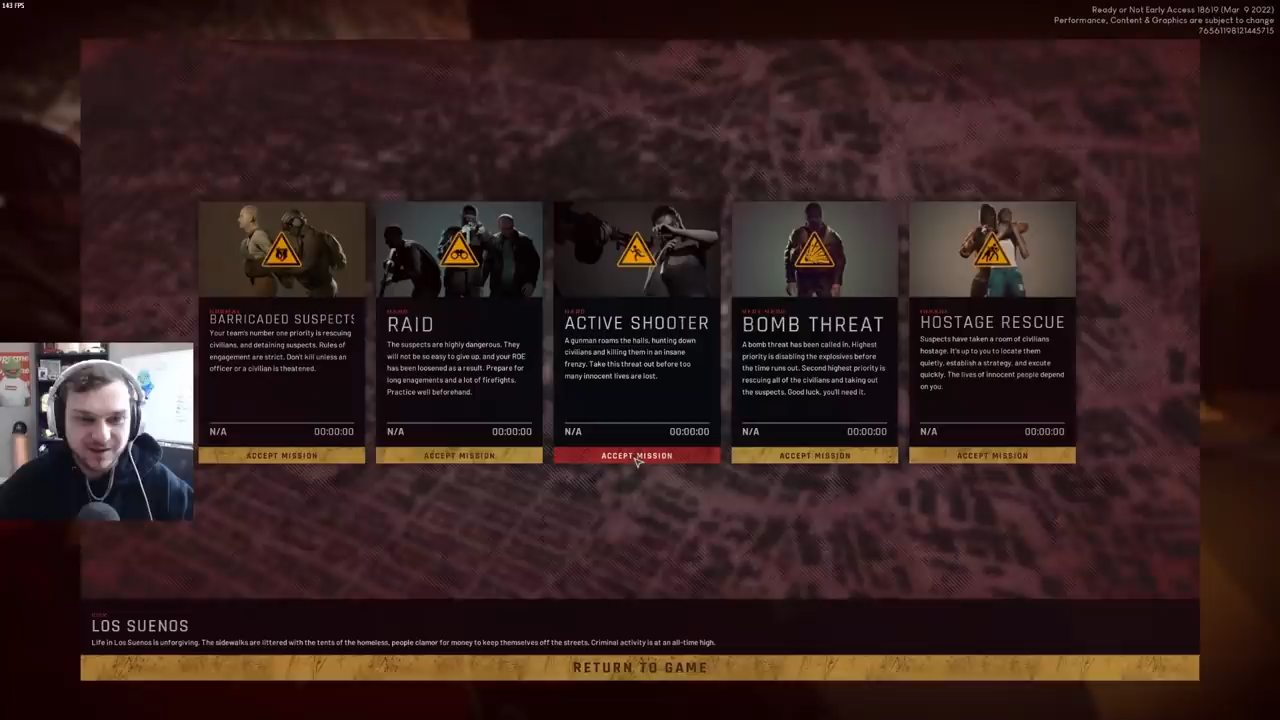 143 FPS
Ready or Not Early Access 18619 (Mar 9 2022)
Performance, Content & Graphics are subject to change
76561198121445715
NORMAL
BARRICADED SUSPECTS
Your team's number one priority is rescuing
civilians, and detaining suspects. Rules of
engagement are strict. Don't kill unless an
officer or a civilian is theatened.
N/A 00:00:00
ACCEPT MISSION
HARD
RAID
The suspects are highly dangerous. They
will not be so easy to give up, and your ROE
has been loosened as a result. Prepare for
long enagements and a lot of firefights.
Practice well beforehand.
N/A 00:00:00
ACCEPT MISSION
HARD
ACTIVE SHOOTER
A gunman roams the halls, hunting down
civilians and killing them in an insane
frenzy. Take this threat out before too
many innocent lives are lost.
N/A 00:00:00
ACCEPT MISSION
VERY HARD
BOMB THREAT
A bomb threat has been called in. Highest
priority is disabling the explosives before
the time runs out. Second highest priority is
rescuing all of the civilians and taking out
the suspects. Good luck, you'll need it.
N/A 00:00:00
ACCEPT MISSION
HOSTAGE RESCUE
Suspects have taken a room of civilians
hostage. It's up to you to locate them
quietly, establish a strategy, and excute
quickly. The lives of innocent people depend
on you.
N/A 00:00:00
ACCEPT MISSION
LOS SUENOS
Life in Los Suenos is unforgiving. The sidewalks are littered with the tents of the homeless, people clamor for money to keep themselves off the streets. Criminal activity is at an all-time high.
RETURN TO GAME